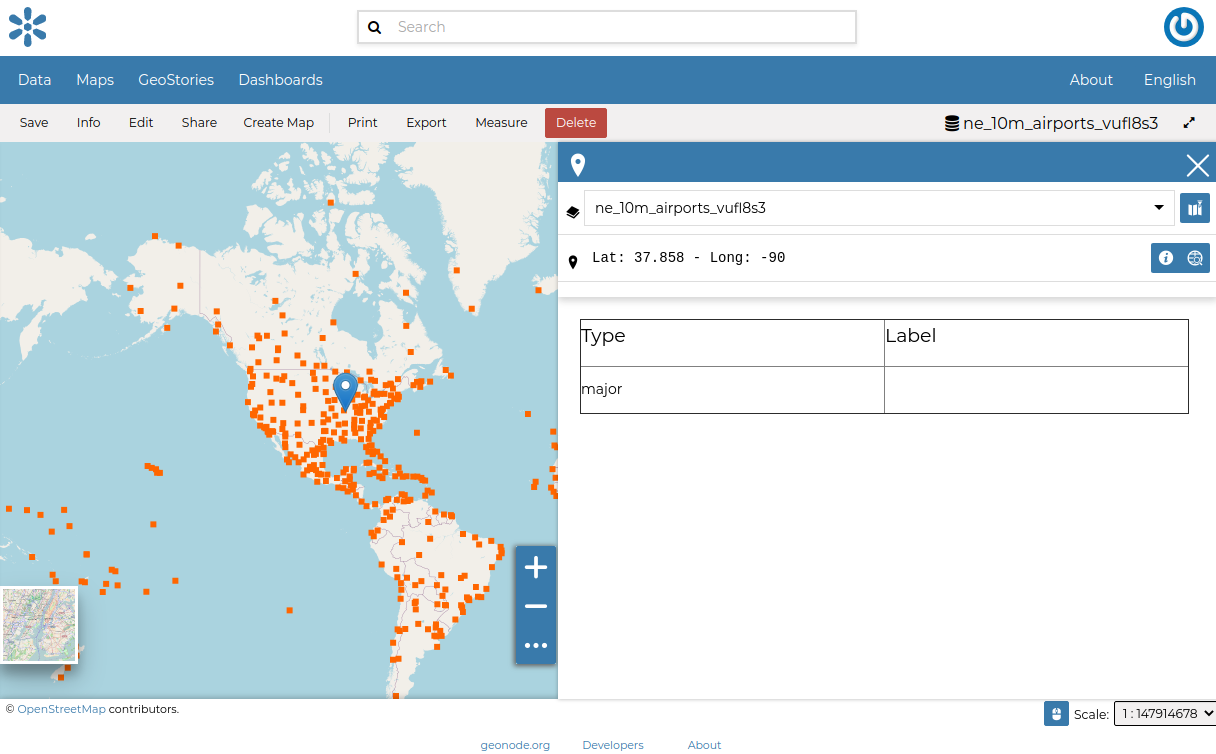 Search
Data Maps GeoStories Dashboards About English
Save Info Edit Share Create Map Print Export Measure Delete ne_10m_airports_vufl8s3
ne_10m_airports_vufl8s3
Lat: 37.858 - Long: -90
Type Label
major
© OpenStreetMap contributors.
Scale: 1 : 147914678
geonode.org Developers About